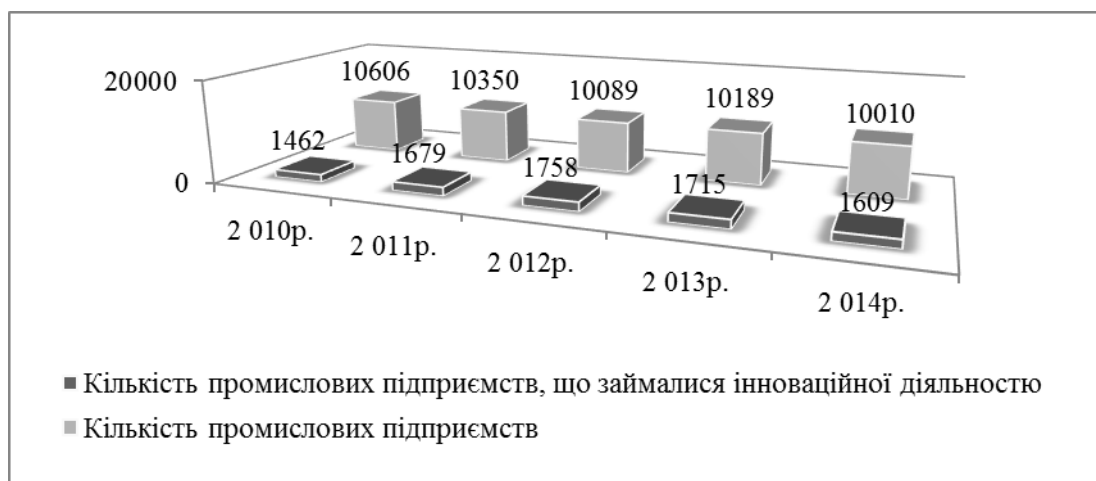 20000
0
10606
10350
10089
10189
10010
1462
1679
1758
1715
1609
2 010р.
2 011р.
2 012р.
2 013р.
2 014р.
Кількість промислових підприємств, що займалися інноваційної діяльностю
Кількість промислових підприємств